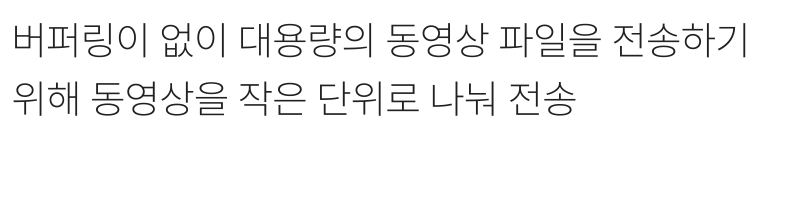 버퍼링이 없이 대용량의 동영상 파일을 전송하기
위해 동영상을 작은 단위로 나눠 전송